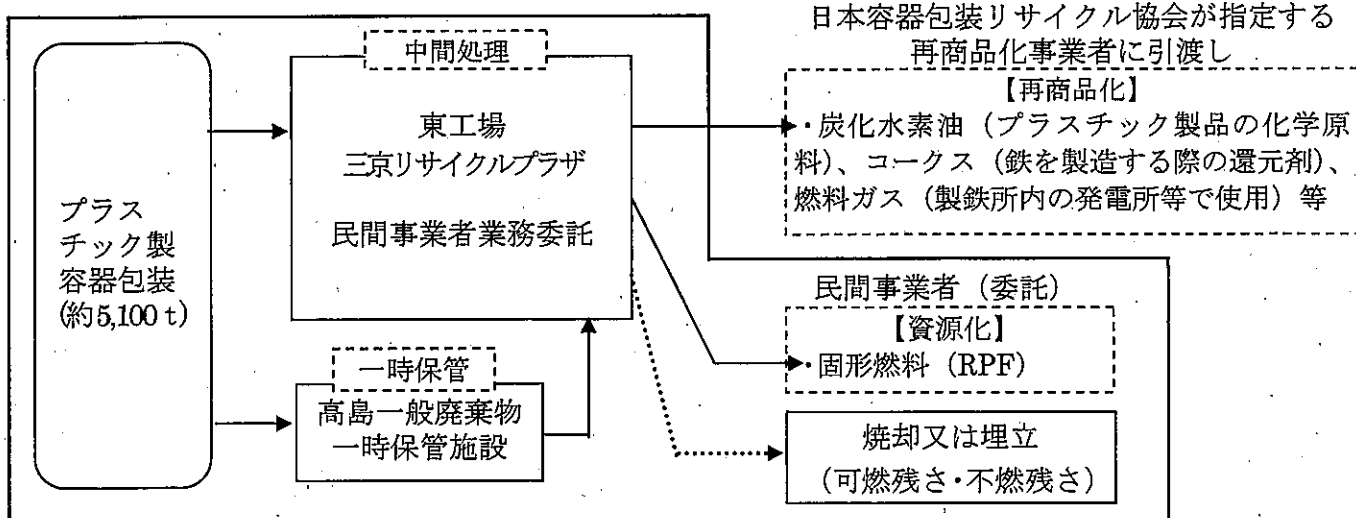 プラス
チック製
容器包装
(約5,100 t)
中間処理
東工場
三京リサイクルプラザ
民間事業者業務委託
一時保管
高島一般廃棄物
一時保管施設
日本容器包装リサイクル協会が指定する
再商品化事業者に引渡し
【再商品化】
・炭化水素油（プラスチック製品の化学原
料）、コークス（鉄を製造する際の還元剤）、
燃料ガス（製鉄所内の発電所等で使用）等
民間事業者（委託）
【資源化】
・固形燃料（RPF）
焼却又は埋立
（可燃残さ・不燃残さ）